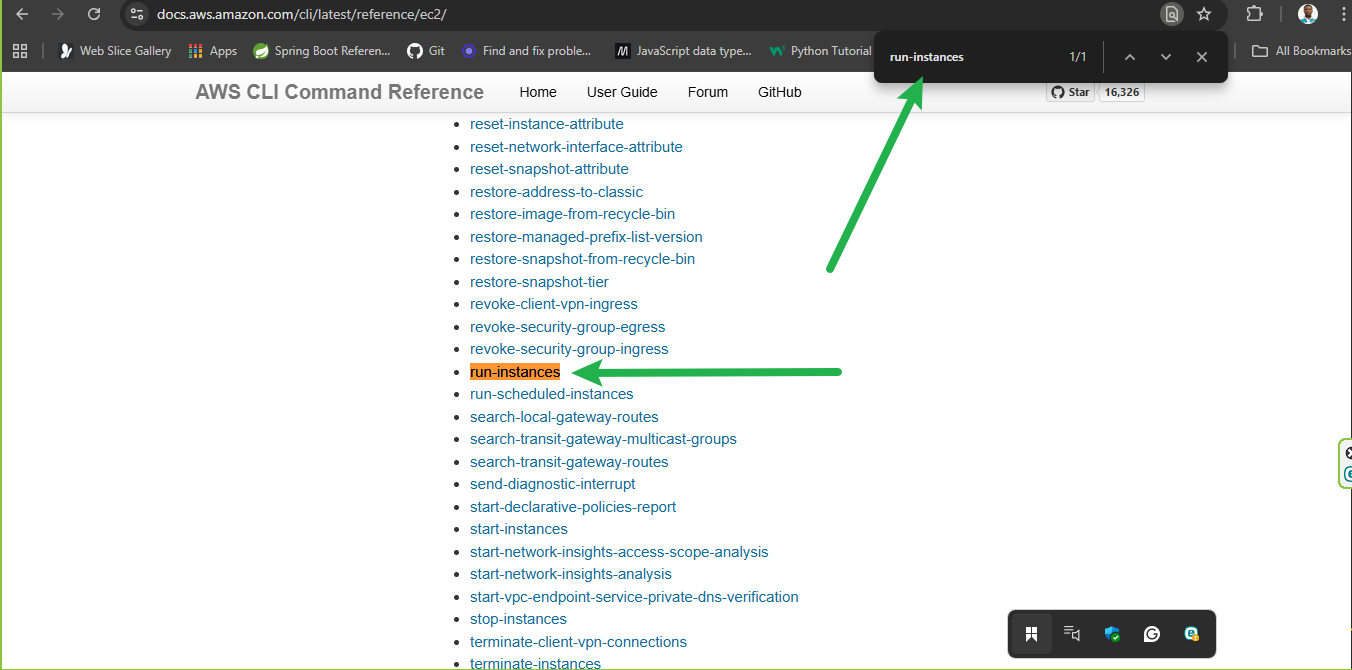 docs.aws.amazon.com/cli/latest/reference/ec2/
Web Slice Gallery
Apps
Spring Boot Referen...
Git
Find and fix proble...
JavaScript data type...
Python Tutorial
All Bookmarks
run-instances
1/1
AWS CLI Command Reference
Home
User Guide
Forum
GitHub
Star
16,326
reset-instance-attribute
reset-network-interface-attribute
reset-snapshot-attribute
restore-address-to-classic
restore-image-from-recycle-bin
restore-managed-prefix-list-version
restore-snapshot-from-recycle-bin
restore-snapshot-tier
revoke-client-vpn-ingress
revoke-security-group-egress
revoke-security-group-ingress
run-instances
run-scheduled-instances
search-local-gateway-routes
search-transit-gateway-multicast-groups
search-transit-gateway-routes
send-diagnostic-interrupt
start-declarative-policies-report
start-instances
start-network-insights-access-scope-analysis
start-network-insights-analysis
start-vpc-endpoint-service-private-dns-verification
stop-instances
terminate-client-vpn-connections
terminate-instances